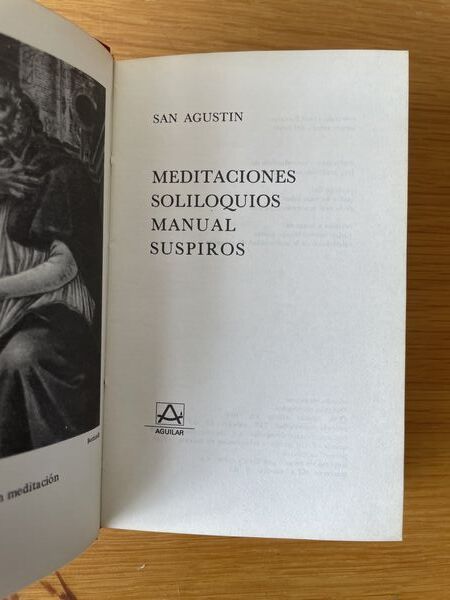 SAN AGUSTIN
MEDITACIONES
SOLILOQUIOS
MANUAL
SUSPIROS
AGUILAR
meditación